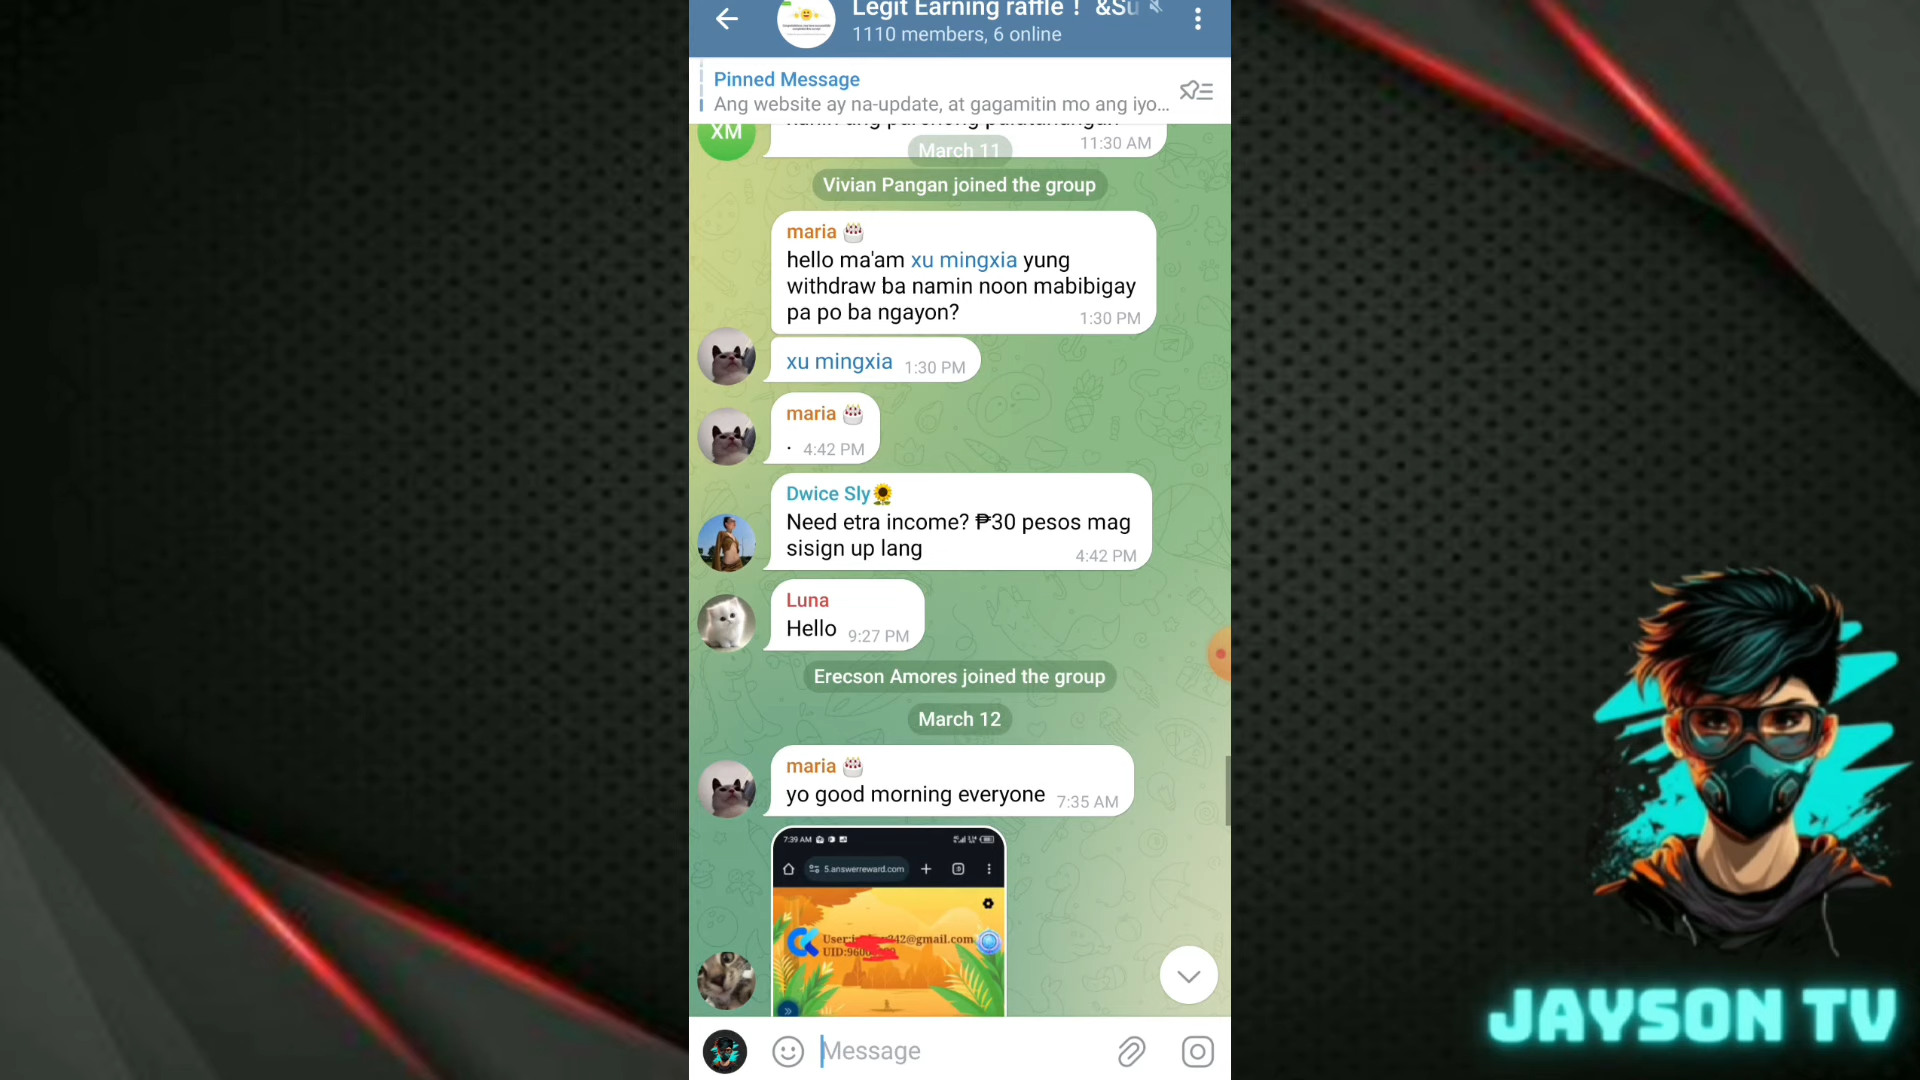 Legit Earning raffle！ &Su
1110 members, 6 online
Pinned Message
Ang website ay na-update, at gagamitin mo ang iyo...
XM
11:30 AM
March 11
Vivian Pangan joined the group
maria
hello ma'am xu mingxia yung
withdraw ba namin noon mabibigay
pa po ba ngayon?
1:30 PM
xu mingxia 1:30 PM
maria
. 4:42 PM
Dwice Sly
Need etra income? ₱30 pesos mag
sisign up lang
4:42 PM
Luna
Hello 9:27 PM
Erecson Amores joined the group
March 12
maria
yo good morning everyone 7:35 AM
7:39 AM
5.answerreward.com
342@gmail.com
Message
JAYSON TV